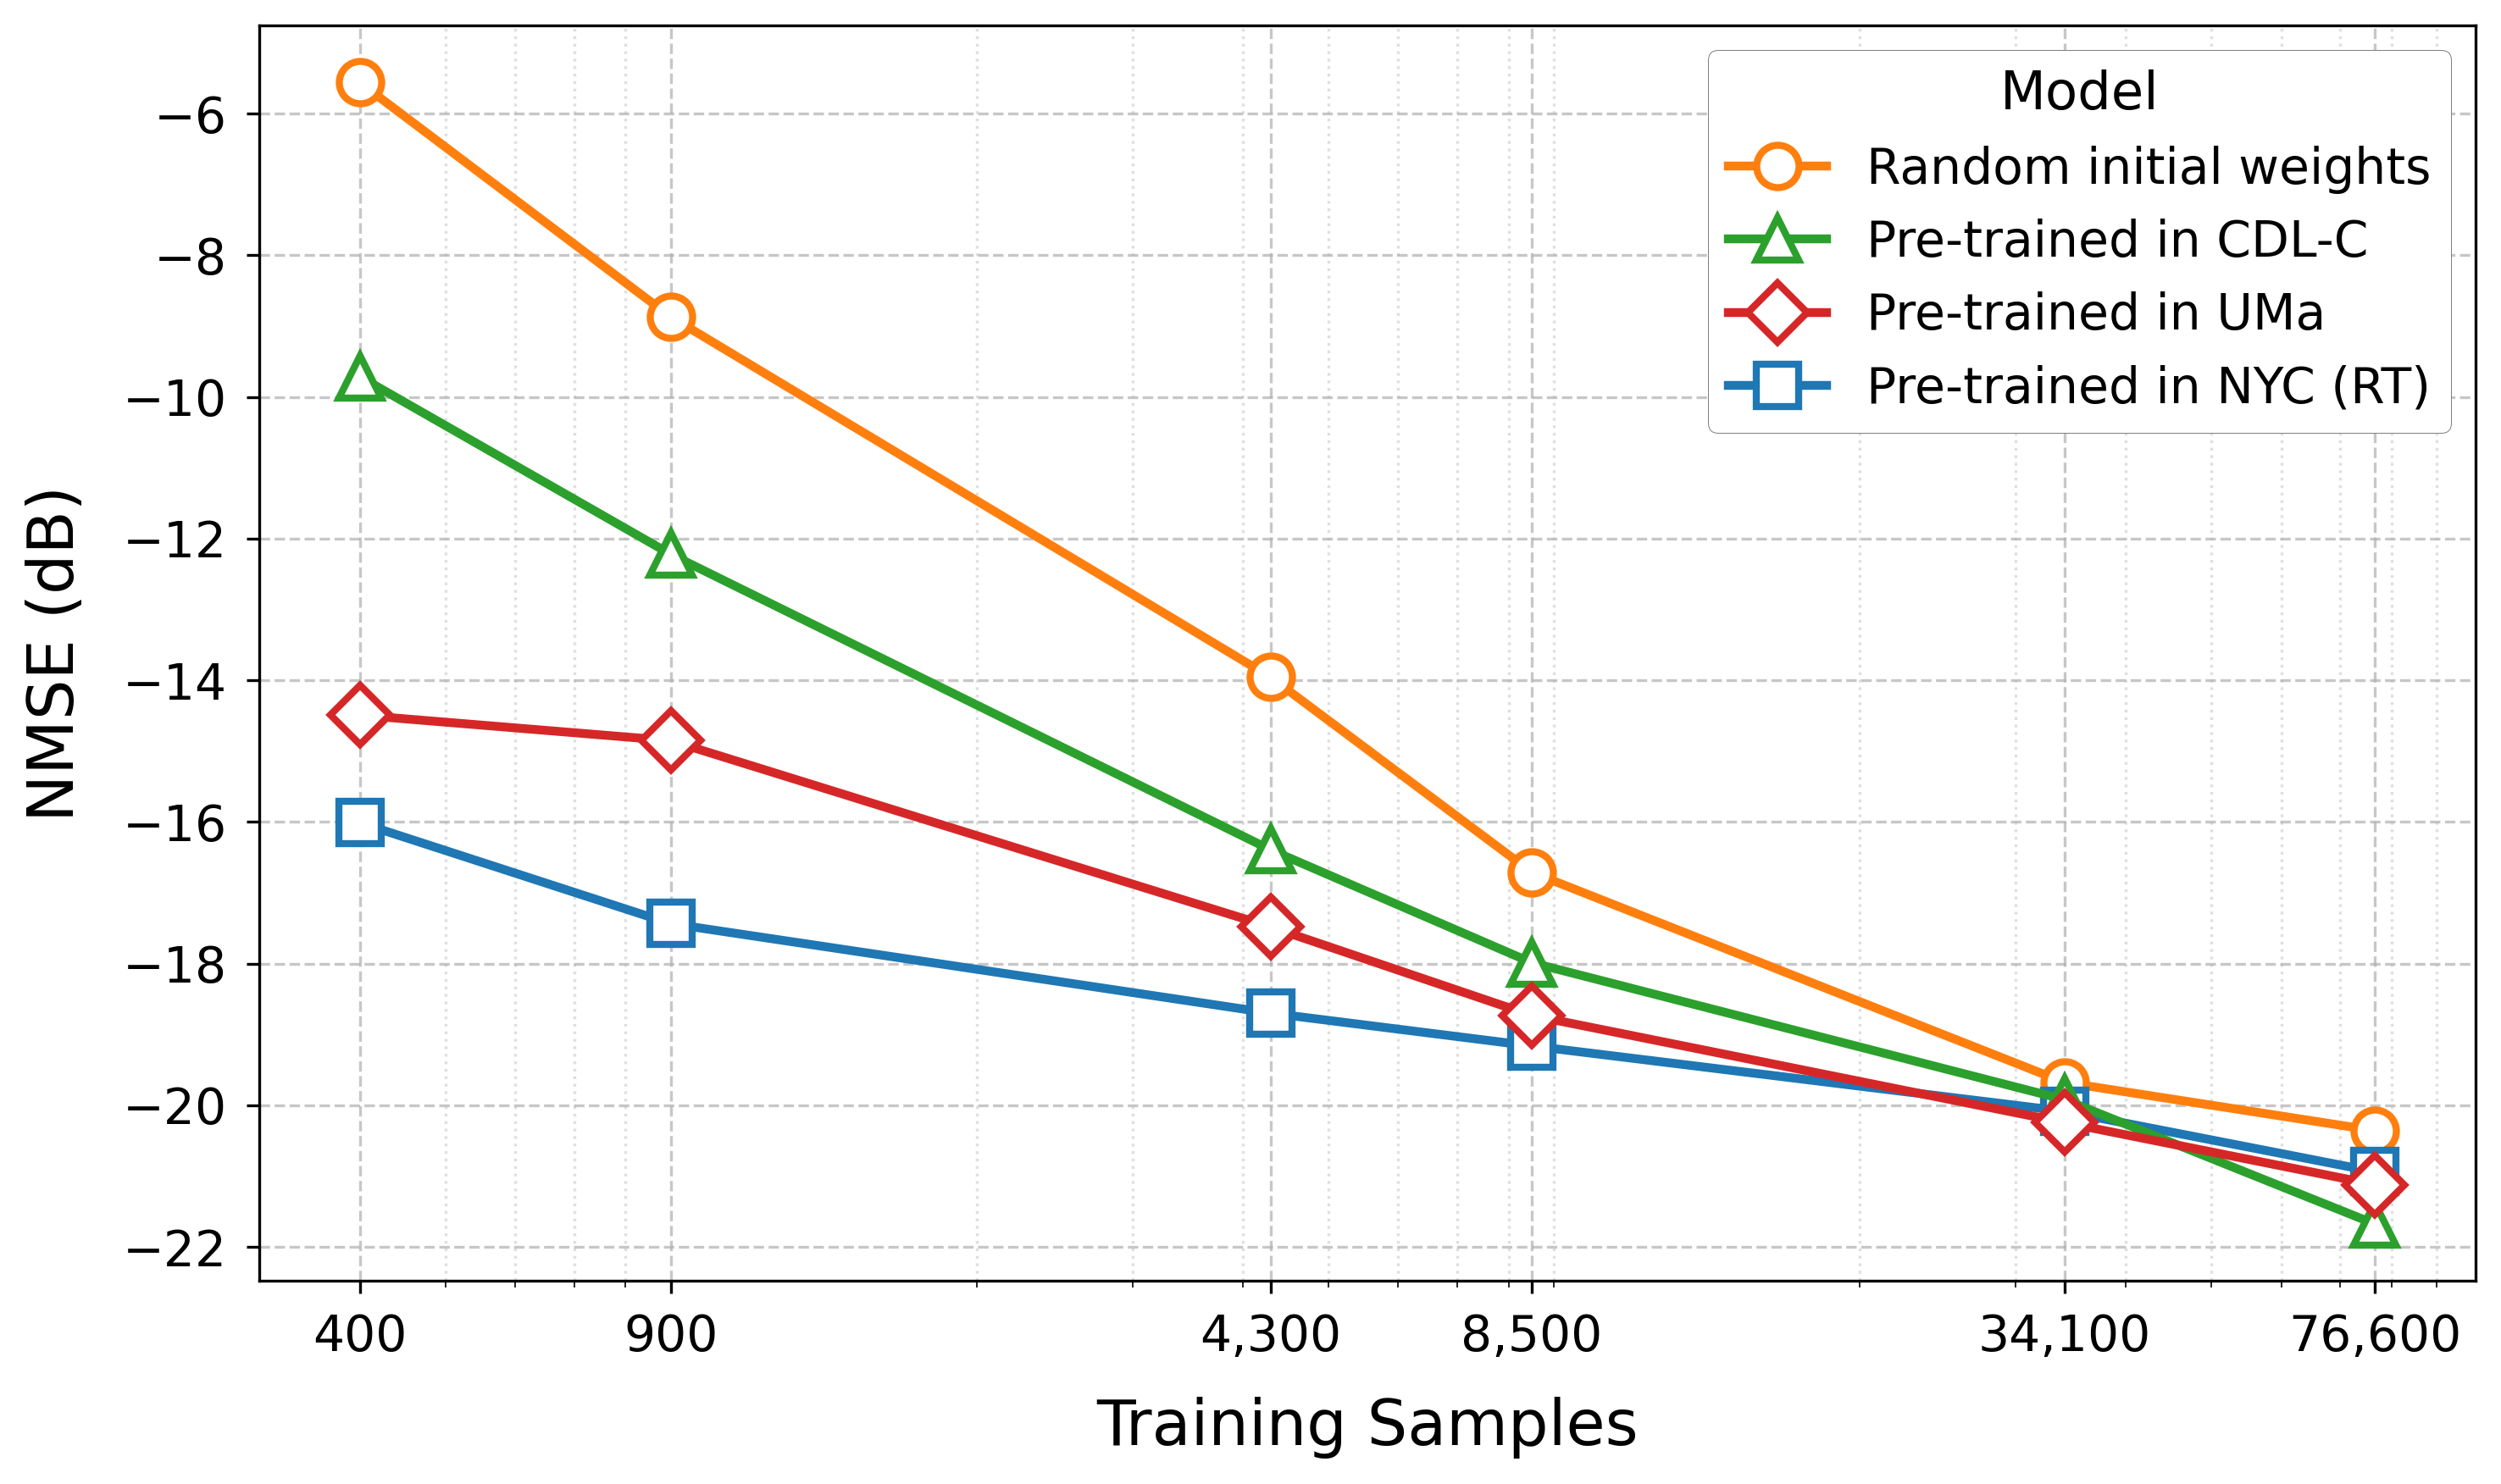 NMSE (dB)
−6
−8
−10
−12
−14
−16
−18
−20
−22
Model
Random initial weights
Pre-trained in CDL-C
Pre-trained in UMa
Pre-trained in NYC (RT)
400 900 4,300 8,500 34,100 76,600
Training Samples